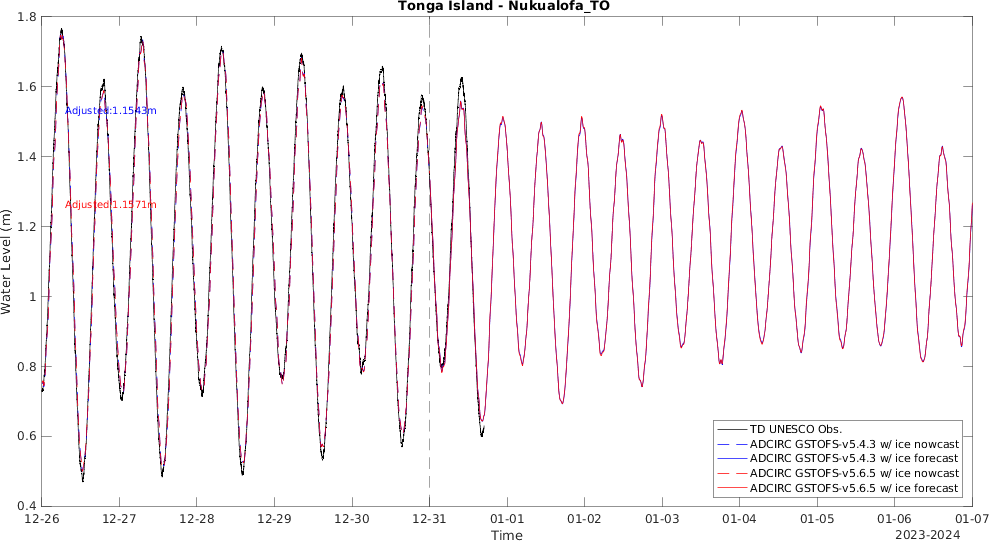 Tonga Island - Nukualofa_TO
1.8
1.6
1.4
1.2
1
0.8
0.6
0.4
Water Level (m)
Adjusted:1.1543m
Adjusted:1.1571m
TD UNESCO Obs.
ADCIRC GSTOFS-v5.4.3 w/ ice nowcast
ADCIRC GSTOFS-v5.4.3 w/ ice forecast
ADCIRC GSTOFS-v5.6.5 w/ ice nowcast
ADCIRC GSTOFS-v5.6.5 w/ ice forecast
12-26 12-27 12-28 12-29 12-30 12-31 01-01 01-02 01-03 01-04 01-05 01-06 01-07
Time
2023-2024